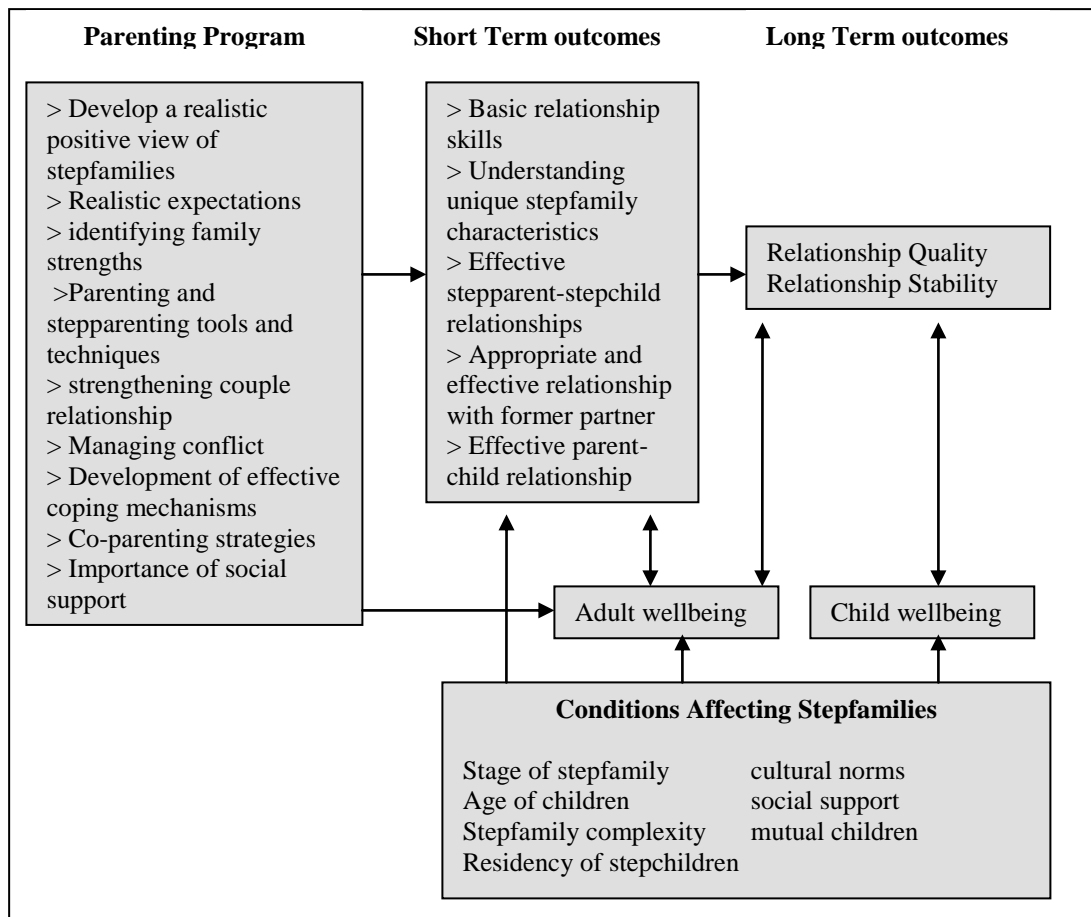 Parenting Program
Short Term outcomes
Long Term outcomes
> Develop a realistic
positive view of
stepfamilies
> Realistic expectations
> identifying family
strengths
>Parenting and
stepparenting tools and
techniques
> strengthening couple
relationship
> Managing conflict
> Development of effective
coping mechanisms
> Co-parenting strategies
> Importance of social
support
> Basic relationship
skills
> Understanding
unique stepfamily
characteristics
> Effective
stepparent-stepchild
relationships
> Appropriate and
effective relationship
with former partner
> Effective parent-
child relationship
Relationship Quality
Relationship Stability
Adult wellbeing
Child wellbeing
Conditions Affecting Stepfamilies
Stage of stepfamily
Age of children
Stepfamily complexity
Residency of stepchildren
cultural norms
social support
mutual children